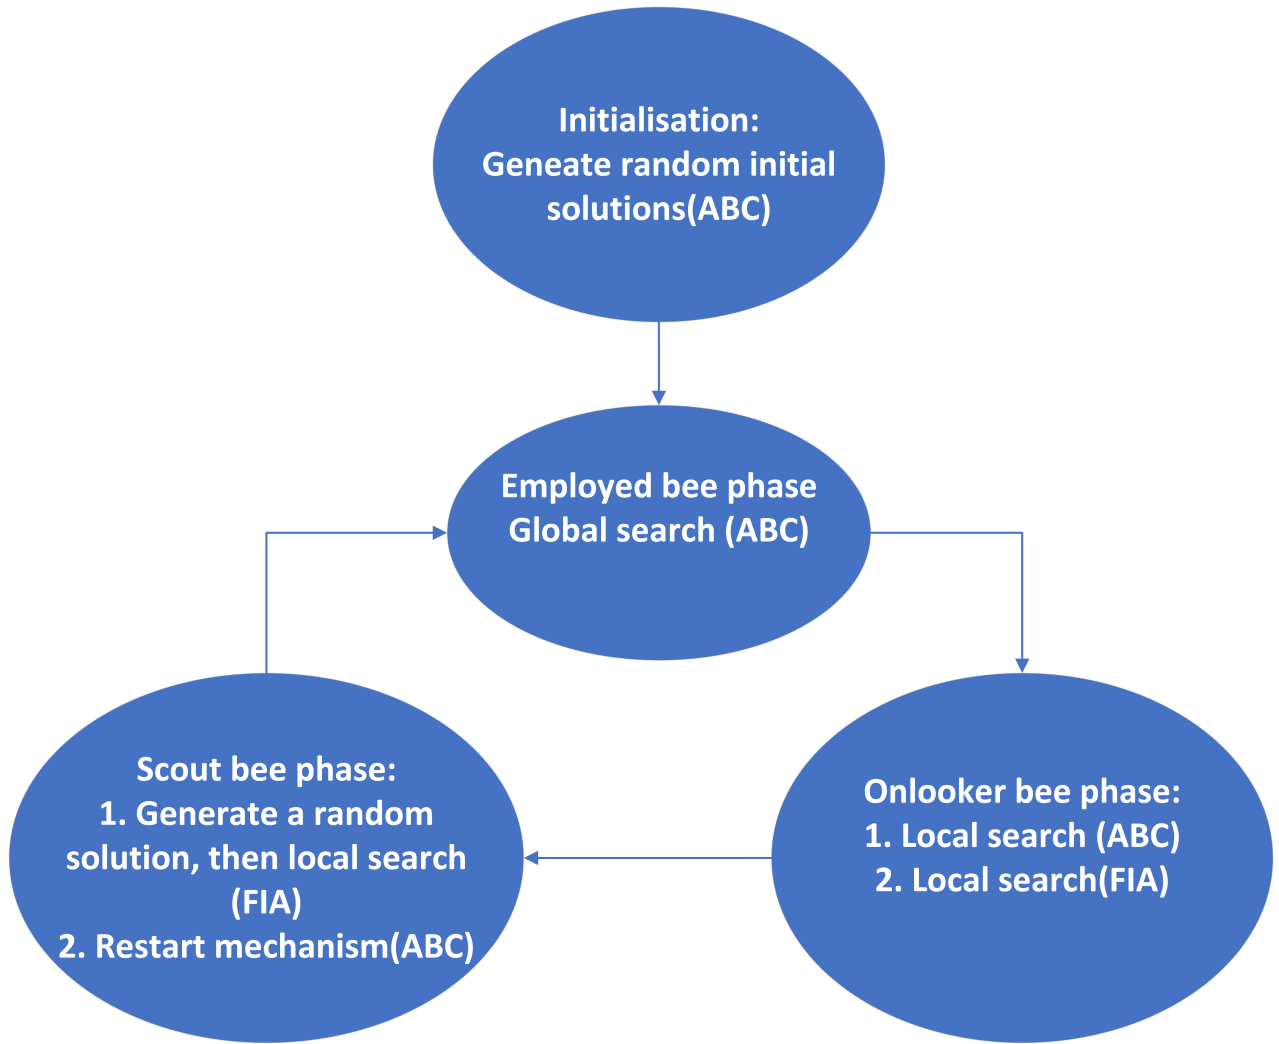 Initialisation:
Geneate random initial
solutions(ABC)
Employed bee phase
Global search (ABC)
Scout bee phase:
1. Generate a random
solution, then local search
(FIA)
2. Restart mechanism(ABC)
Onlooker bee phase:
1. Local search (ABC)
2. Local search(FIA)